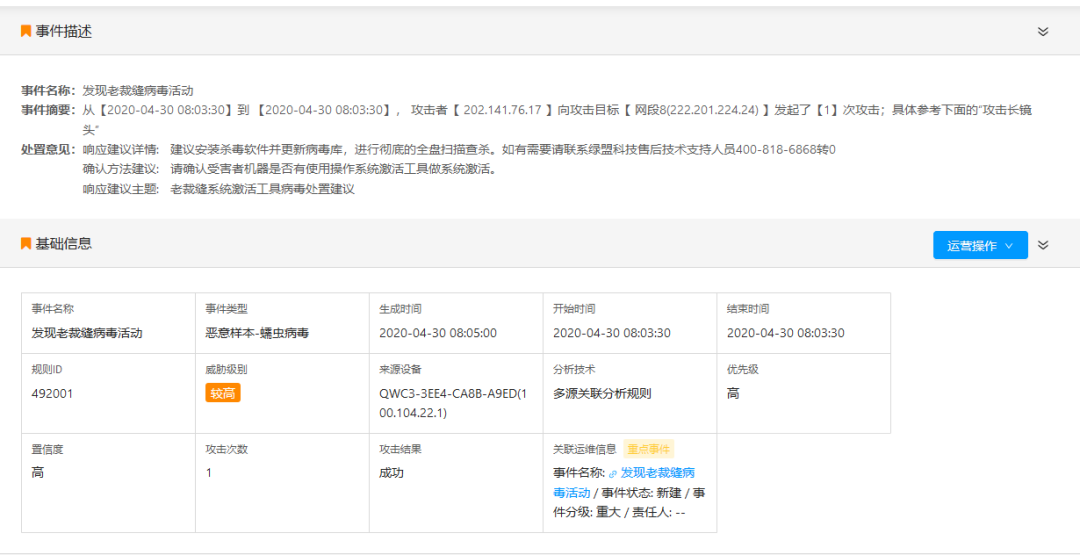 事件描述
事件名称： 发现老裁缝病毒活动
事件摘要： 从【2020-04-30 08:03:30】到 【2020-04-30 08:03:30】， 攻击者【 202.141.76.17 】向攻击目标【 网段8(222.201.224.24) 】发起了【1】次攻击；具体参考下面的“攻击长镜
头”
处置意见： 响应建议详情: 建议安装杀毒软件并更新病毒库，进行彻底的全盘扫描查杀。如有需要请联系绿盟科技售后技术支持人员400-818-6868转0
确认方法建议: 请确认受害者机器是否有使用操作系统激活工具做系统激活。
响应建议主题: 老裁缝系统激活工具病毒处置建议
基础信息
运营操作
事件名称 事件类型 生成时间 开始时间 结束时间
发现老裁缝病毒活动 恶意样本-蠕虫病毒 2020-04-30 08:05:00 2020-04-30 08:03:30 2020-04-30 08:03:30
规则ID 威胁级别 来源设备 分析技术 优先级
492001 较高 QWC3-3EE4-CA8B-A9ED(1 多源关联分析规则 高
00.104.22.1)
置信度 攻击次数 攻击结果 关联运维信息 重点事件
高 1 成功 事件名称: 发现老裁缝病
毒活动 / 事件状态: 新建 / 事
件分级: 重大 / 责任人: --